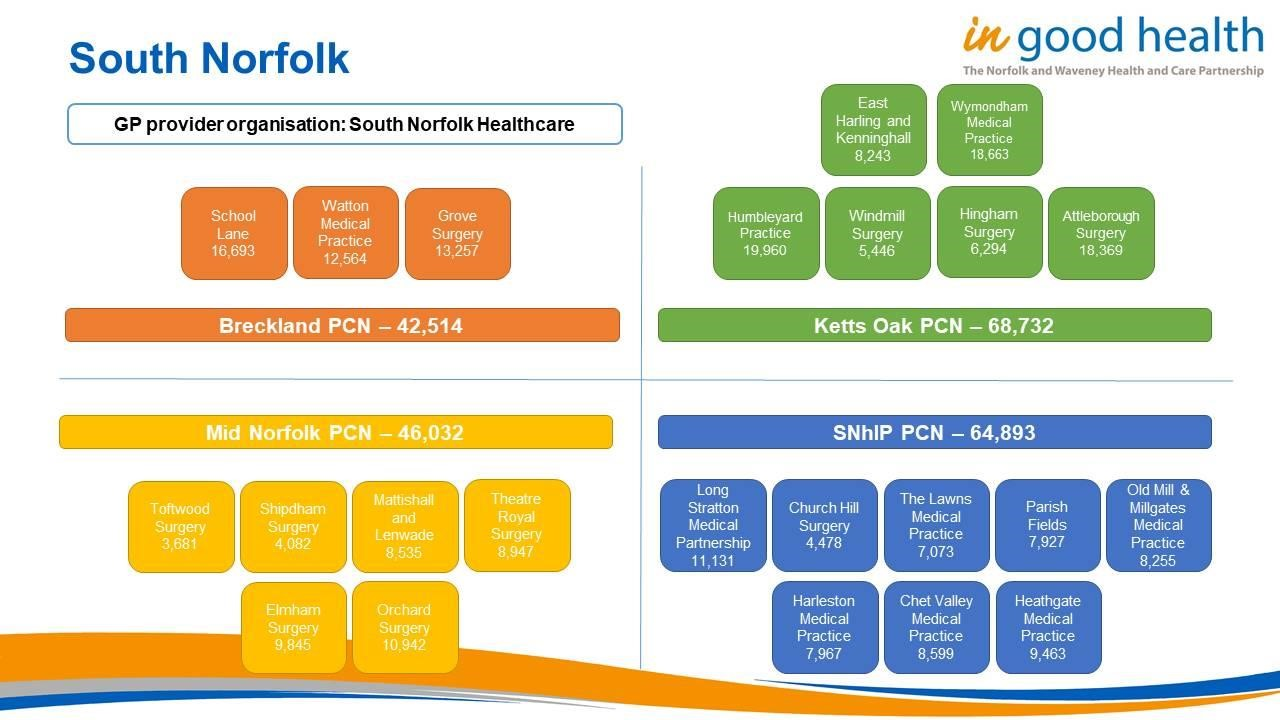 South Norfolk
in good health
The Norfolk and Waveney Health and Care Partnership
GP provider organisation: South Norfolk Healthcare
School
Lane
16,693
Watton
Medical
Practice
12,564
Grove
Surgery
13,257
Breckland PCN – 42,514
East
Harling and
Kenninghall
8,243
Wymondham
Medical
Practice
18,663
Humbleyard
Practice
19,960
Windmill
Surgery
5,446
Hingham
Surgery
6,294
Attleborough
Surgery
18,369
Ketts Oak PCN – 68,732
Mid Norfolk PCN – 46,032
Toftwood
Surgery
3,681
Shipdham
Surgery
4,082
Mattishall
and
Lenwade
8,535
Theatre
Royal
Surgery
8,947
Elmham
Surgery
9,845
Orchard
Surgery
10,942
SNhIP PCN – 64,893
Long
Stratton
Medical
Partnership
11,131
Church Hill
Surgery
4,478
The Lawns
Medical
Practice
7,073
Parish
Fields
7,927
Old Mill &
Millgates
Medical
Practice
8,255
Harleston
Medical
Practice
7,967
Chet Valley
Medical
Practice
8,599
Heathgate
Medical
Practice
9,463